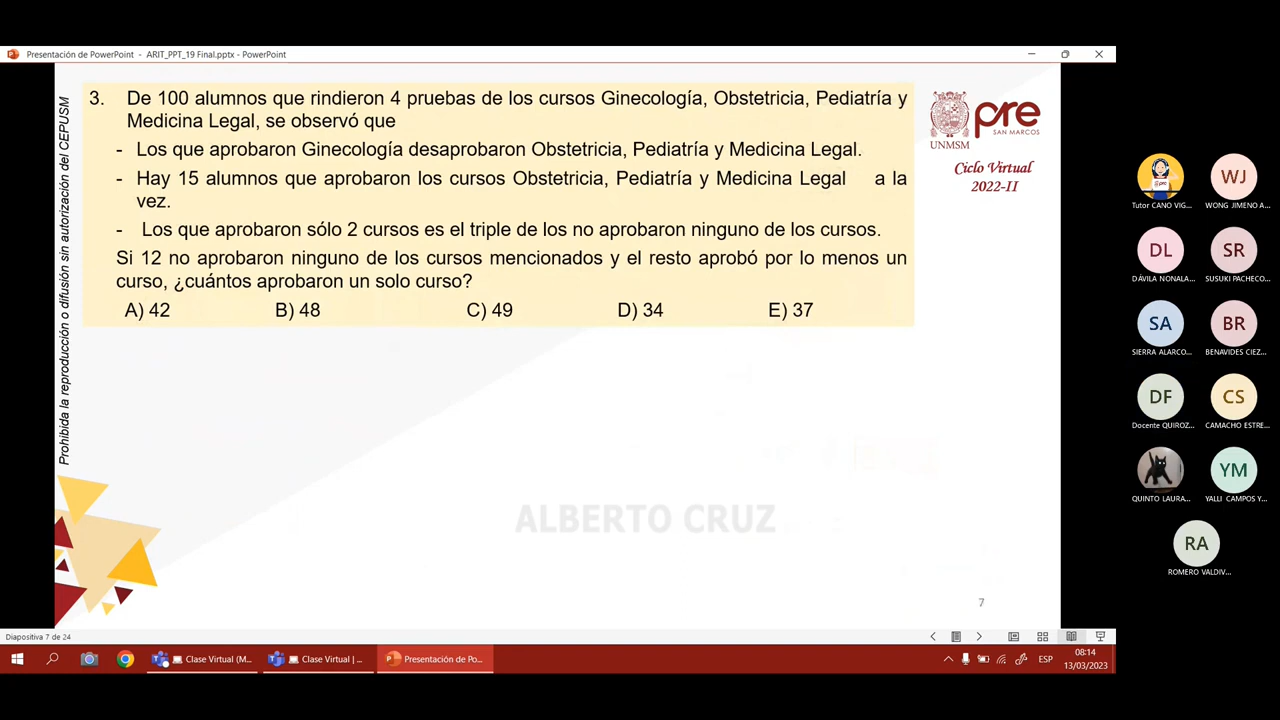 Presentación de PowerPoint - ARIT_PPT_19 Final.pptx - PowerPoint
Prohibida la reproducción o difusión sin autorización del CEPUSM
3. De 100 alumnos que rindieron 4 pruebas de los cursos Ginecología, Obstetricia, Pediatría y
Medicina Legal, se observó que
- Los que aprobaron Ginecología desaprobaron Obstetricia, Pediatría y Medicina Legal.
- Hay 15 alumnos que aprobaron los cursos Obstetricia, Pediatría y Medicina Legal a la
vez.
- Los que aprobaron sólo 2 cursos es el triple de los no aprobaron ninguno de los cursos.
Si 12 no aprobaron ninguno de los cursos mencionados y el resto aprobó por lo menos un
curso, ¿cuántos aprobaron un solo curso?
A) 42 B) 48 C) 49 D) 34 E) 37
UNMSM
pre
SAN MARCOS
Ciclo Virtual
2022-II
ALBERTO CRUZ
7
Tutor CANO VIG...
WJ
WONG JIMENO A...
DL
DÁVILA NONALA...
SR
SUSUKI PACHECO...
SA
SIERRA ALARCO...
BR
BENAVIDES CIEZ...
DF
Docente QUIROZ...
CS
CAMACHO ESTRE...
QUINTO LAURA...
YM
YALLI CAMPOS Y...
RA
ROMERO VALDIV...
Diapositiva 7 de 24
Clase Virtual (M...
Clase Virtual | ...
Presentación de Po...
ESP
08:14
13/03/2023